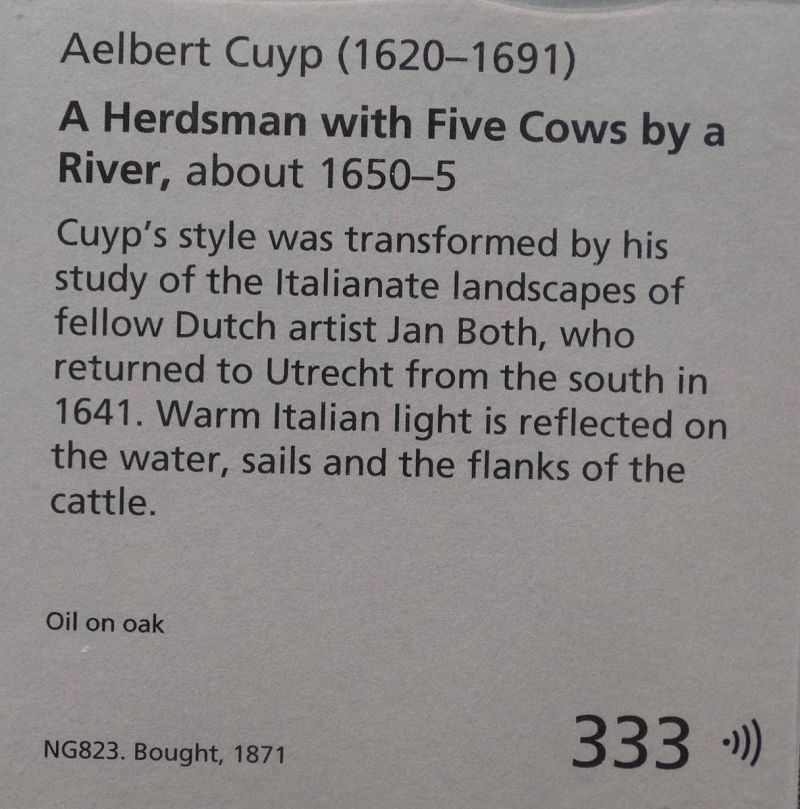 Aelbert Cuyp (1620–1691)
A Herdsman with Five Cows by a
River, about 1650–5
Cuyp's style was transformed by his
study of the Italianate landscapes of
fellow Dutch artist Jan Both, who
returned to Utrecht from the south in
1641. Warm Italian light is reflected on
the water, sails and the flanks of the
cattle.
Oil on oak
NG823. Bought, 1871
333